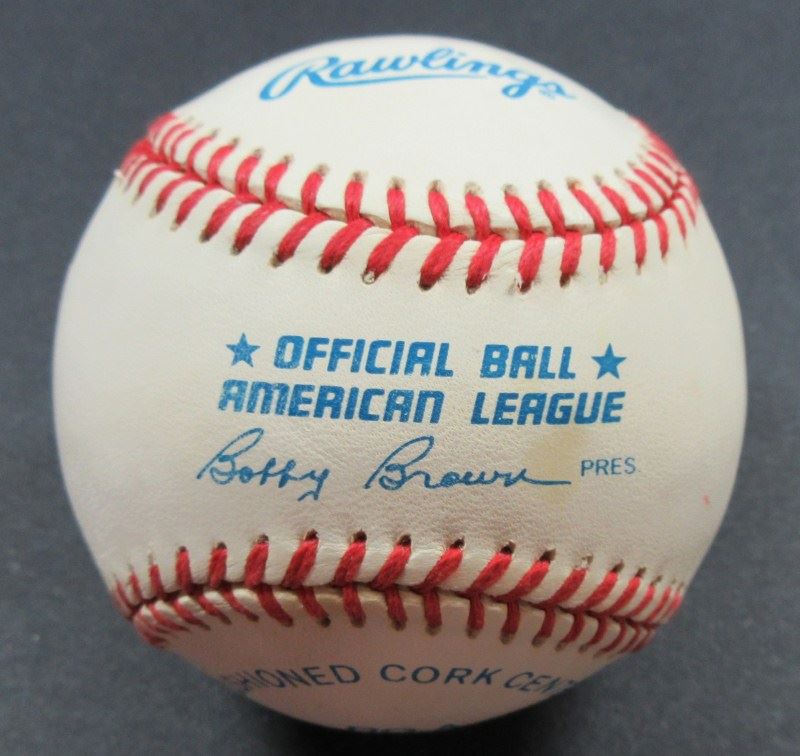 Rawlings
★ OFFICIAL BALL ★
AMERICAN LEAGUE
Bobby Brown PRES
CORK